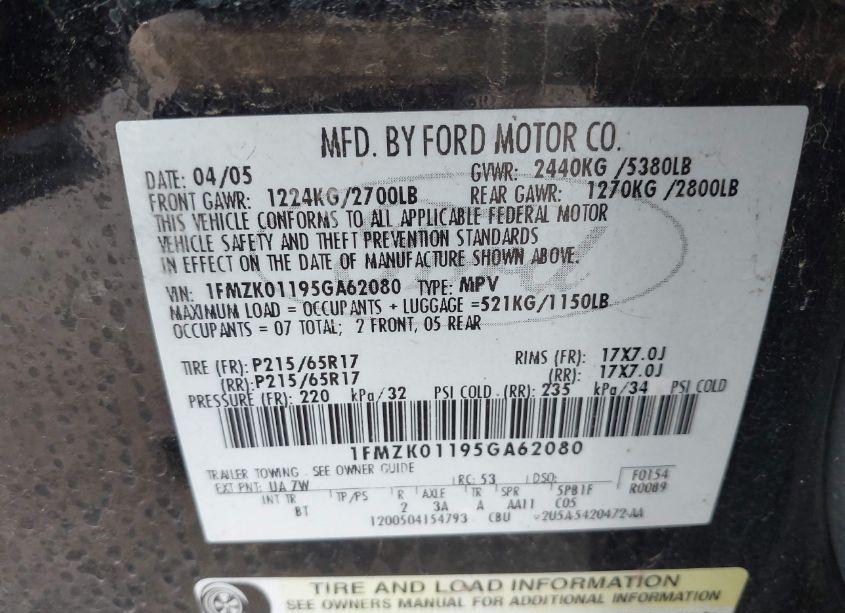 MFD. BY FORD MOTOR CO.
DATE: 04/05 GVWR: 2440KG /5380LB
FRONT GAWR: 1224KG/2700LB REAR GAWR: 1270KG /2800LB
THIS VEHICLE CONFORMS TO ALL APPLICABLE FEDERAL MOTOR
VEHICLE SAFETY AND THEFT PREVENTION STANDARDS
IN EFFECT ON THE DATE OF MANUFACTURE SHOWN ABOVE.
VIN: 1FMZK01195GA62080 TYPE: MPV
MAXIMUM LOAD = OCCUPANTS + LUGGAGE =521KG/1150LB
OCCUPANTS = 07 TOTAL; 2 FRONT, 05 REAR
TIRE (FR): P215/65R17 RIMS (FR): 17X7.0J
(RR): P215/65R17 (RR): 17X7.0J
PRESSURE (FR): 220 kPa/32 PSI COLD (RR): 235 kPa/34 PSI COLD
1FMZK01195GA62080
TRAILER TOWING - SEE OWNER GUIDE
EXT PNT: UA 7W RC: 53 DSO: F0154
INT TR TP/PS R AXLE TR SPR SPB1F R0089
BT 2 3A A AA11 C05
1200504154793 CBU 2U5A-5420472-AA
TIRE AND LOAD INFORMATION
SEE OWNERS MANUAL FOR ADDITIONAL INFORMATION